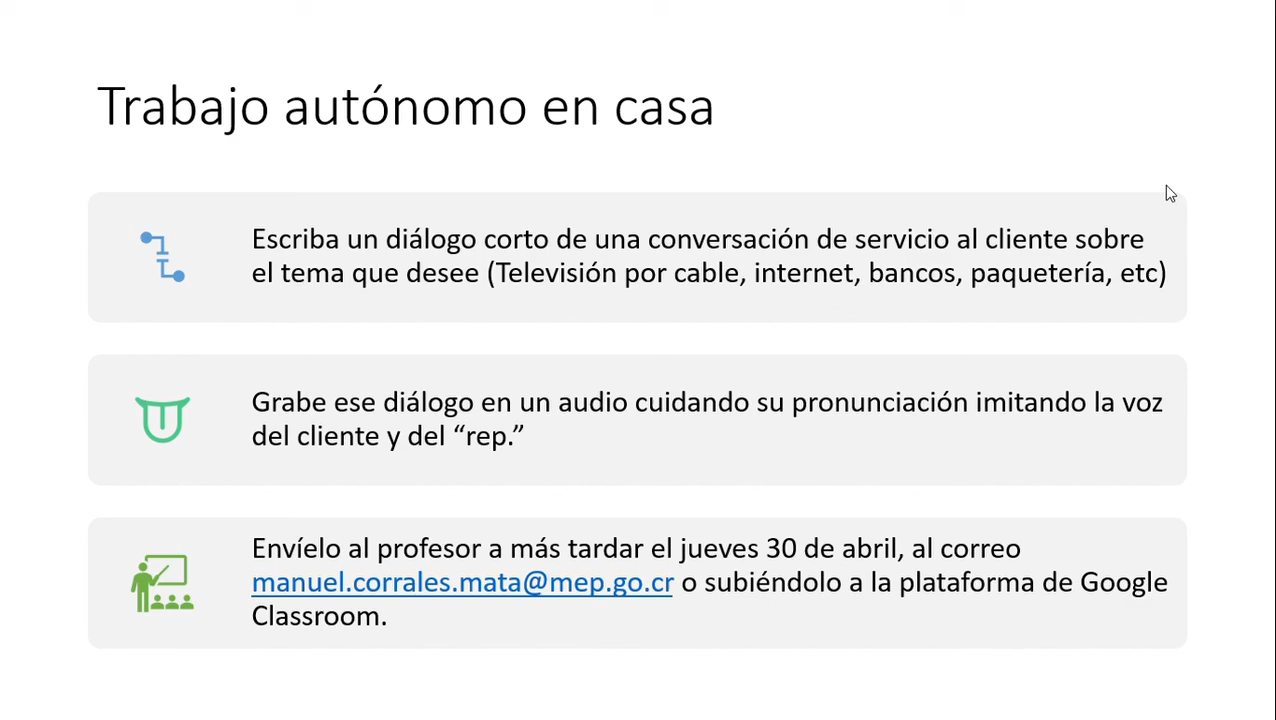 Trabajo autónomo en casa
Escriba un diálogo corto de una conversación de servicio al cliente sobre
el tema que desee (Televisión por cable, internet, bancos, paquetería, etc)
Grabe ese diálogo en un audio cuidando su pronunciación imitando la voz
del cliente y del “rep.”
Envíelo al profesor a más tardar el jueves 30 de abril, al correo
manuel.corrales.mata@mep.go.cr o subiéndolo a la plataforma de Google
Classroom.